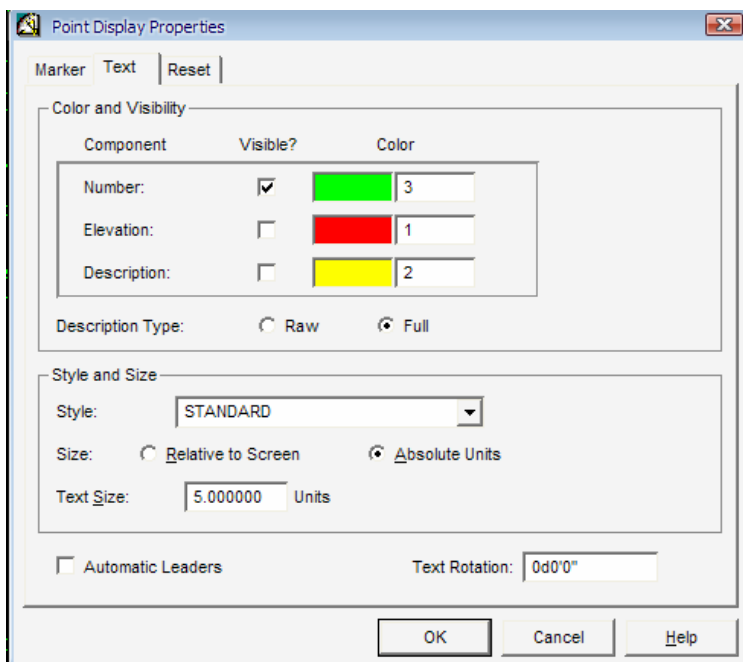 Point Display Properties
Marker Text Reset
Color and Visibility
Component Visible? Color
Number: 3
Elevation: 1
Description: 2
Description Type: Raw Full
Style and Size
Style: STANDARD
Size: Relative to Screen Absolute Units
Text Size: 5.000000 Units
Automatic Leaders Text Rotation: 0d0'0"
OK Cancel Help